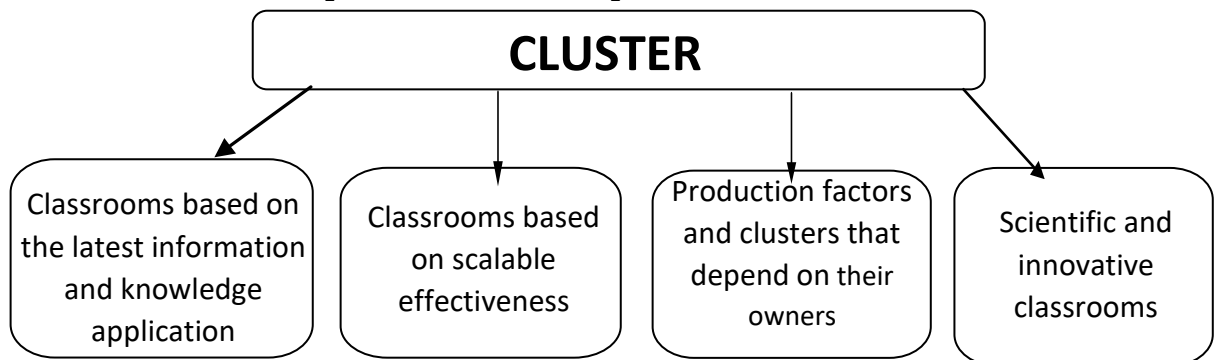 CLUSTER
Classrooms based on
the latest information
and knowledge
application
Classrooms based
on scalable
effectiveness
Production factors
and clusters that
depend on their
owners
Scientific and
innovative
classrooms